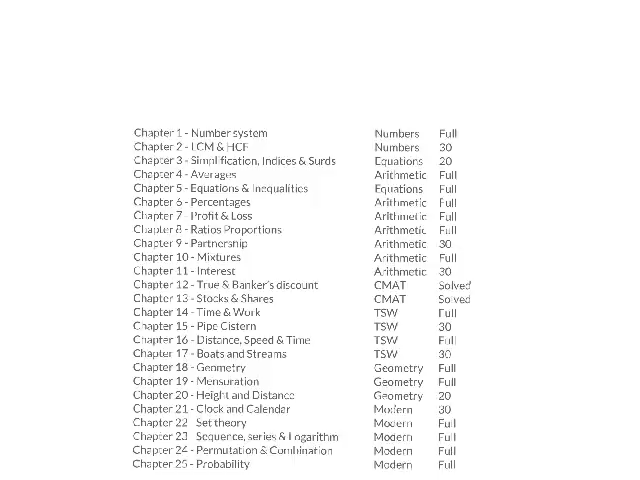 Chapter 1 - Number system Numbers Full
Chapter 2 - LCM & HCF Numbers 30
Chapter 3 - Simplification, Indices & Surds Equations 20
Chapter 4 - Averages Arithmetic Full
Chapter 5 - Equations & Inequalities Equations Full
Chapter 6 - Percentages Arithmetic Full
Chapter 7 - Profit & Loss Arithmetic Full
Chapter 8 - Ratios Proportions Arithmetic Full
Chapter 9 - Partnership Arithmetic 30
Chapter 10 - Mixtures Arithmetic Full
Chapter 11 - Interest Arithmetic 30
Chapter 12 - True & Banker's discount CMAT Solved
Chapter 13 - Stocks & Shares CMAT Solved
Chapter 14 - Time & Work TSW Full
Chapter 15 - Pipe Cistern TSW 30
Chapter 16 - Distance, Speed & Time TSW Full
Chapter 17 - Boats and Streams TSW 30
Chapter 18 - Geometry Geometry Full
Chapter 19 - Mensuration Geometry Full
Chapter 20 - Height and Distance Geometry 20
Chapter 21 - Clock and Calendar Modern 30
Chapter 22 - Set theory Modern Full
Chapter 23 - Sequence, series & Logarithm Modern Full
Chapter 24 - Permutation & Combination Modern Full
Chapter 25 - Probability Modern Full